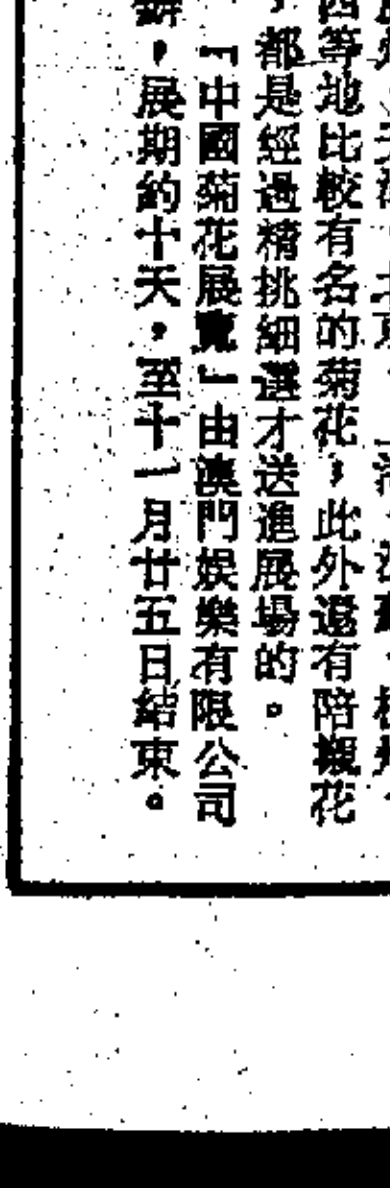 西等地比較有名的菊花，此外還有陪襯花
，都是經過精挑細選才送進展場的。
「中國菊花展覽」由澳門娛樂有限公司
辦，展期約十天，至十一月廿五日結束。